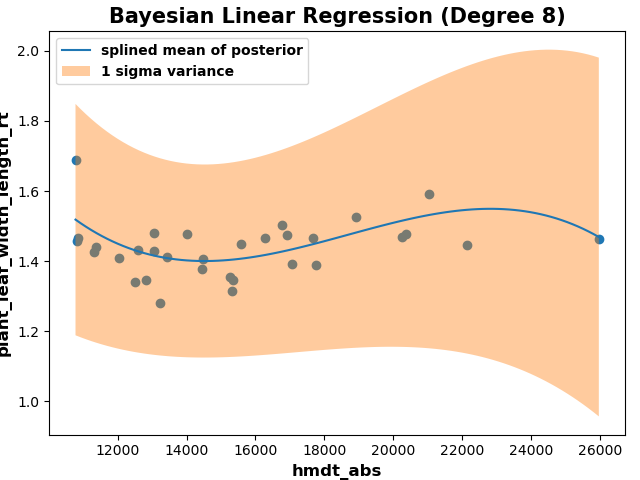 Bayesian Linear Regression (Degree 8)
splined mean of posterior
1 sigma variance
plant_leaf_width_length_rt
2.0
1.8
1.6
1.4
1.2
1.0
12000 14000 16000 18000 20000 22000 24000 26000
hmdt_abs